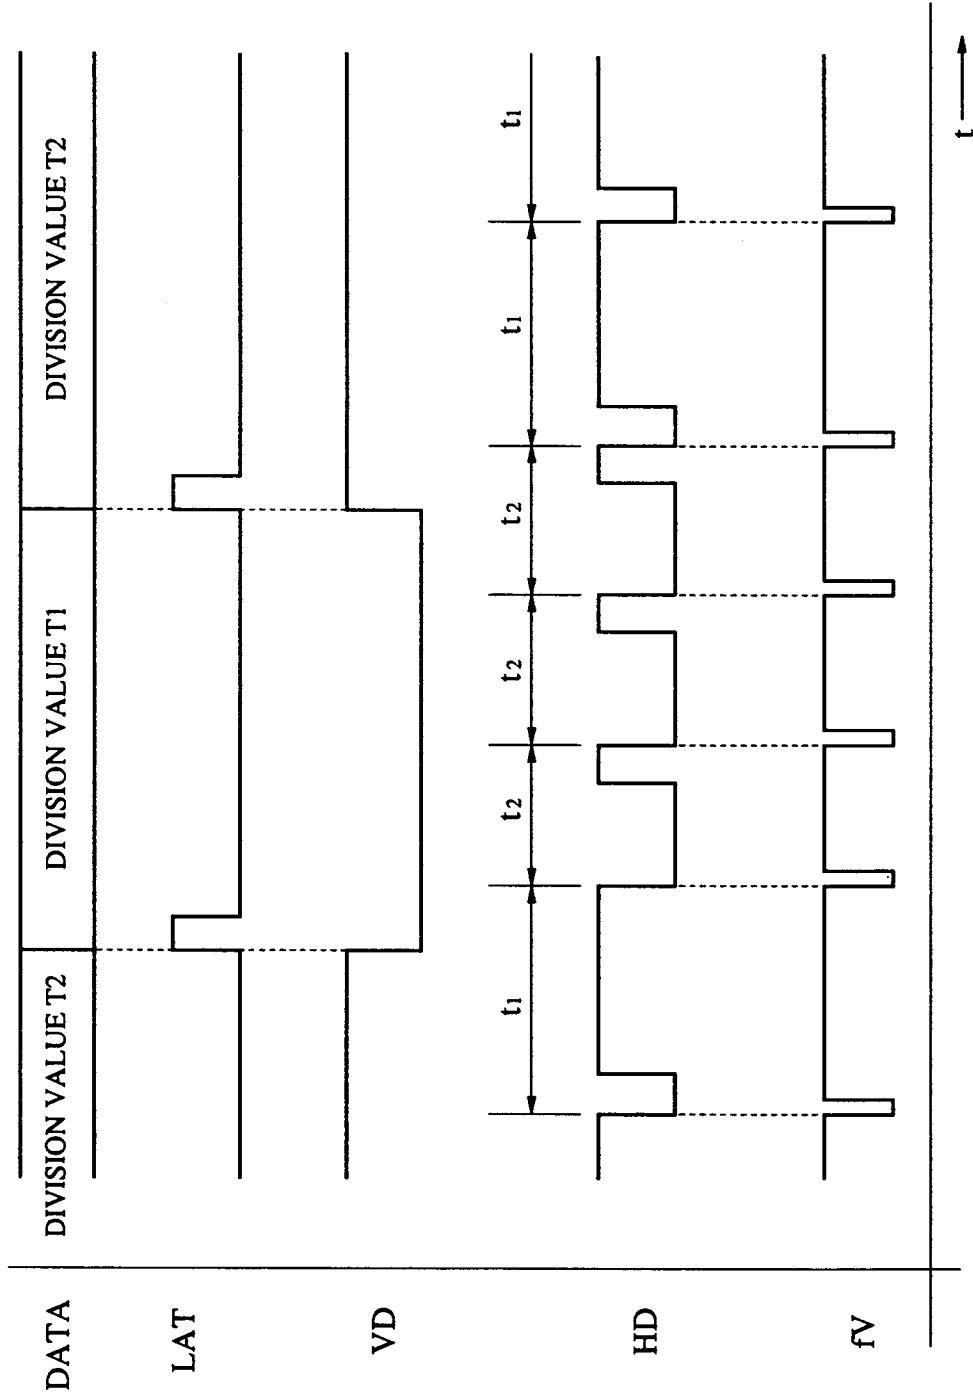 DATA
DIVISION VALUE T2
DIVISION VALUE T1
DIVISION VALUE T2
LAT
VD
t1
t2
t2
t2
t1
t1
HD
fV
t